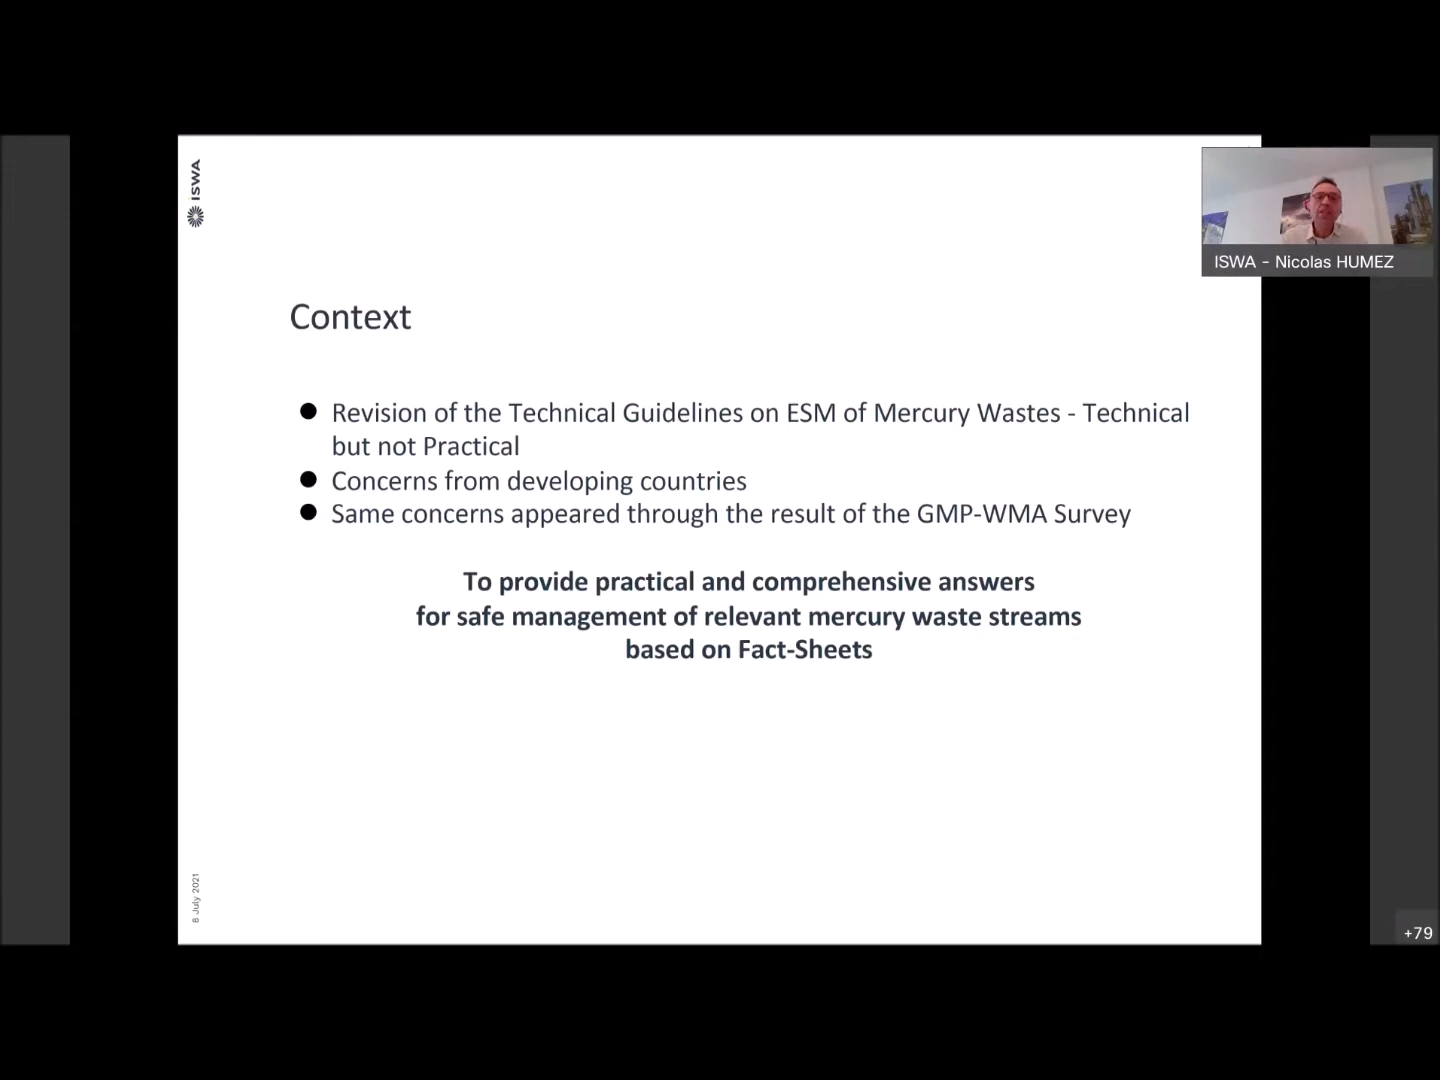 ISWA
ISWA - Nicolas HUMEZ
Context
● Revision of the Technical Guidelines on ESM of Mercury Wastes - Technical
but not Practical
● Concerns from developing countries
● Same concerns appeared through the result of the GMP-WMA Survey
To provide practical and comprehensive answers
for safe management of relevant mercury waste streams
based on Fact-Sheets
8 July 2021
+79